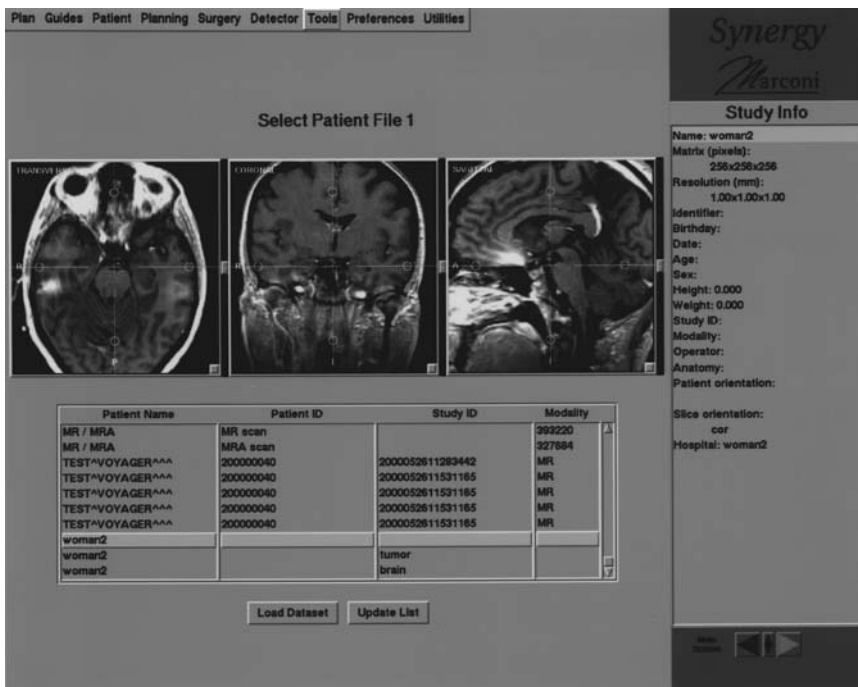 Plan Guides Patient Planning Surgery Detector Tools Preferences Utilities
Synergy
Marconi
Select Patient File 1
Study Info
Name: woman2
Matrix (pixels):
256x256x256
Resolution (mm):
1.00x1.00x1.00
Identifier:
Birthday:
Date:
Age:
Sex:
Height: 0.000
Weight: 0.000
Study ID:
Modality:
Operator:
Anatomy:
Patient orientation:
Slice orientation:
cor
Hospital: woman2
CORONAL
R
R
A
P
I
I
Patient Name Patient ID Study ID Modality
MR / MRA MR scan 393220
MR / MRA MRA scan 327684
TEST^VOYAGER^^^ 200000040 2000052611283442 MR
TEST^VOYAGER^^^ 200000040 2000052611531165 MR
TEST^VOYAGER^^^ 200000040 2000052611531165 MR
TEST^VOYAGER^^^ 200000040 2000052611531165 MR
TEST^VOYAGER^^^ 200000040 2000052611531165 MR
woman2
woman2 tumor
woman2 brain
Load Dataset Update List